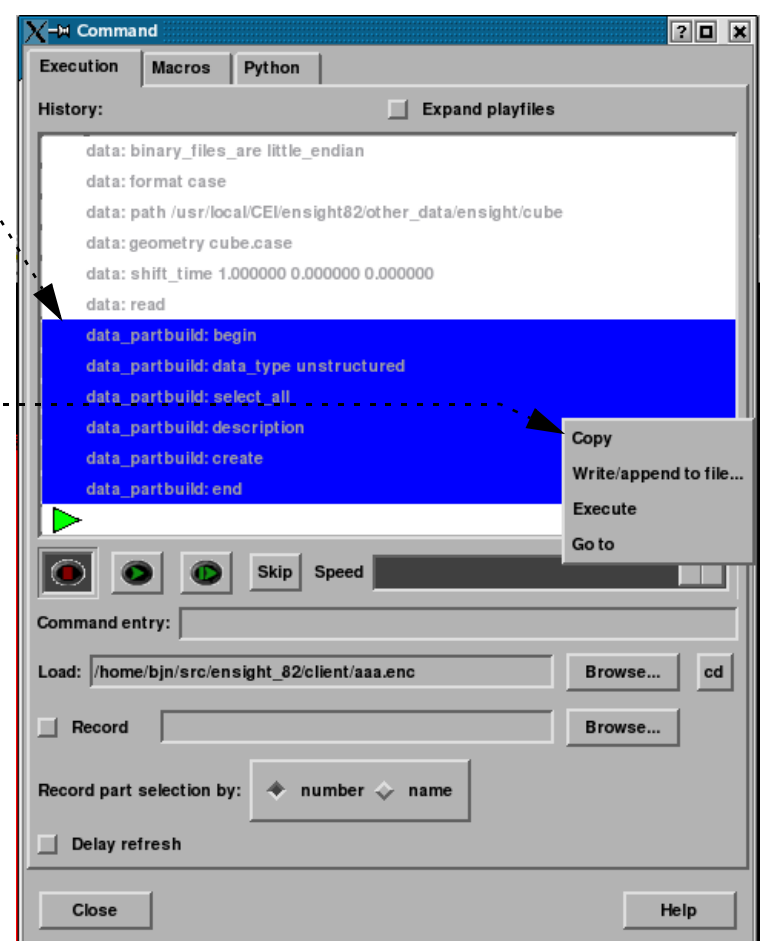 Command
Execution Macros Python
History: Expand playfiles
data: binary_files_are little_endian
data: format case
data: path /usr/local/CEI/ensight82/other_data/ensight/cube
data: geometry cube.case
data: shift_time 1.000000 0.000000 0.000000
data: read
data_partbuild: begin
data_partbuild: data_type unstructured
data_partbuild: select_all
data_partbuild: description
data_partbuild: create
data_partbuild: end
Copy
Write/append to file...
Execute
Go to
Skip Speed
Command entry:
Load: /home/bjn/src/ensight_82/client/aaa.enc Browse... cd
Record Browse...
Record part selection by: number name
Delay refresh
Close Help